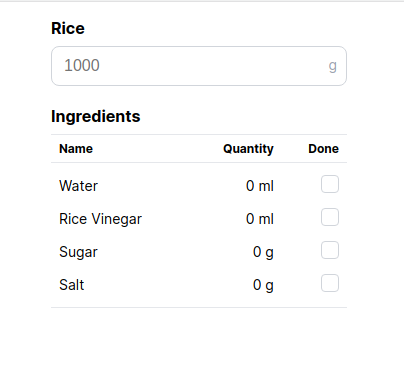 Rice
1000 g
Ingredients
Name Quantity Done
Water 0 ml
Rice Vinegar 0 ml
Sugar 0 g
Salt 0 g